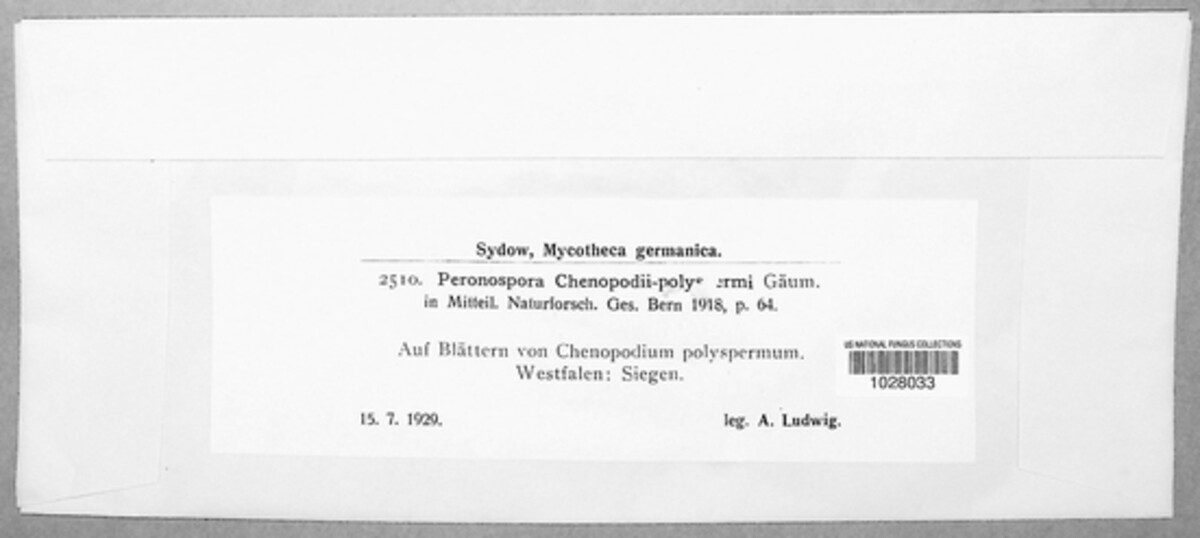 Sydow, Mycotheca germanica.
2510. Peronospora Chenopodii-poly ermi Gäum.
in Mitteil. Naturforsch. Ges. Bern 1918, p. 64.
Auf Blättern von Chenopodium polyspermum.
Westfalen: Siegen.
US NATIONAL FUNGUS COLLECTIONS
1028033
15. 7. 1929. leg. A. Ludwig.